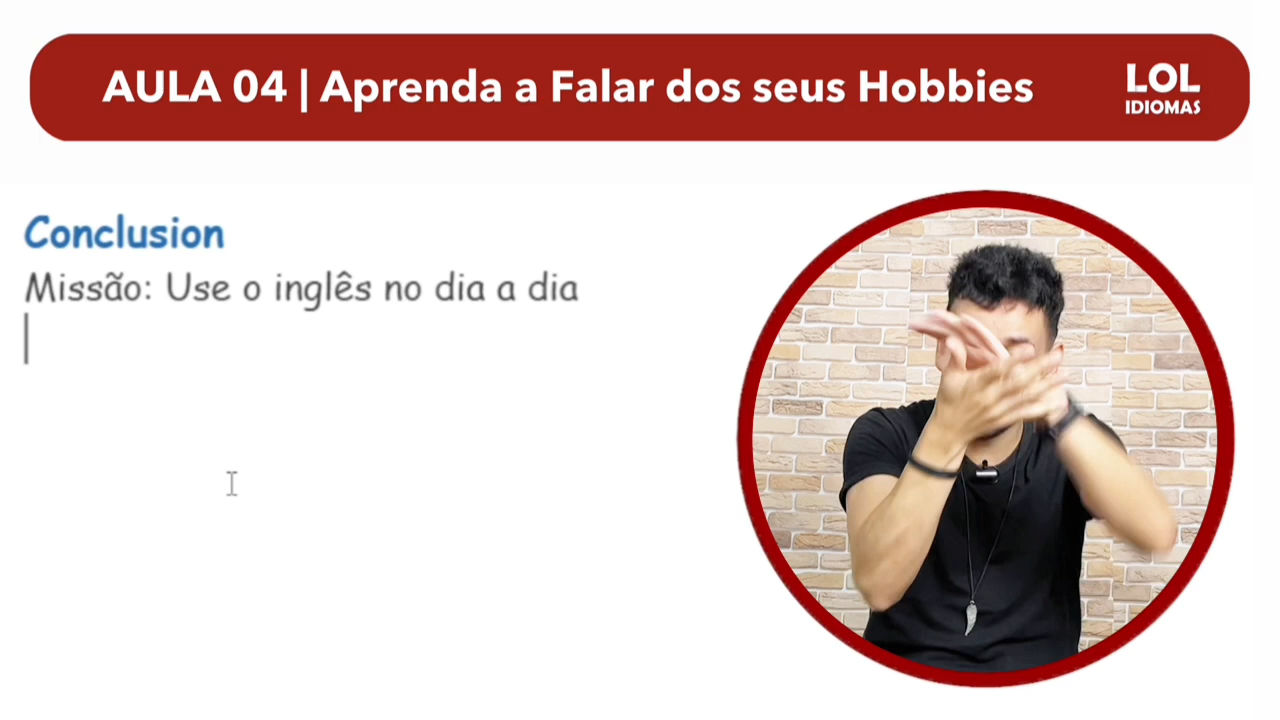 AULA 04 | Aprenda a Falar dos seus Hobbies
LOL
IDIOMAS
Conclusion
Missão: Use o inglês no dia a dia